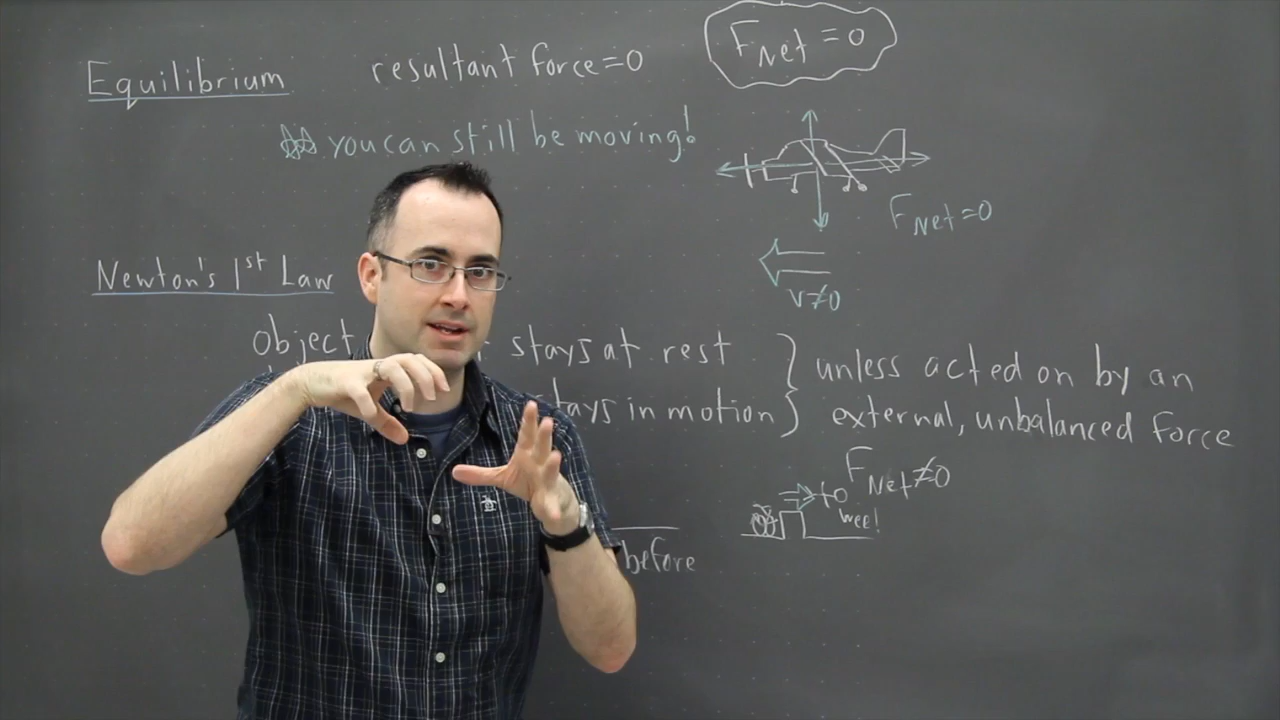 Equilibrium resultant force=0 FNet = 0
you can still be moving!
FNet=0
v≠0
Newton's 1st Law
object stays at rest
stays in motion
unless acted on by an
external, unbalanced force
FNet≠0
wee!
before